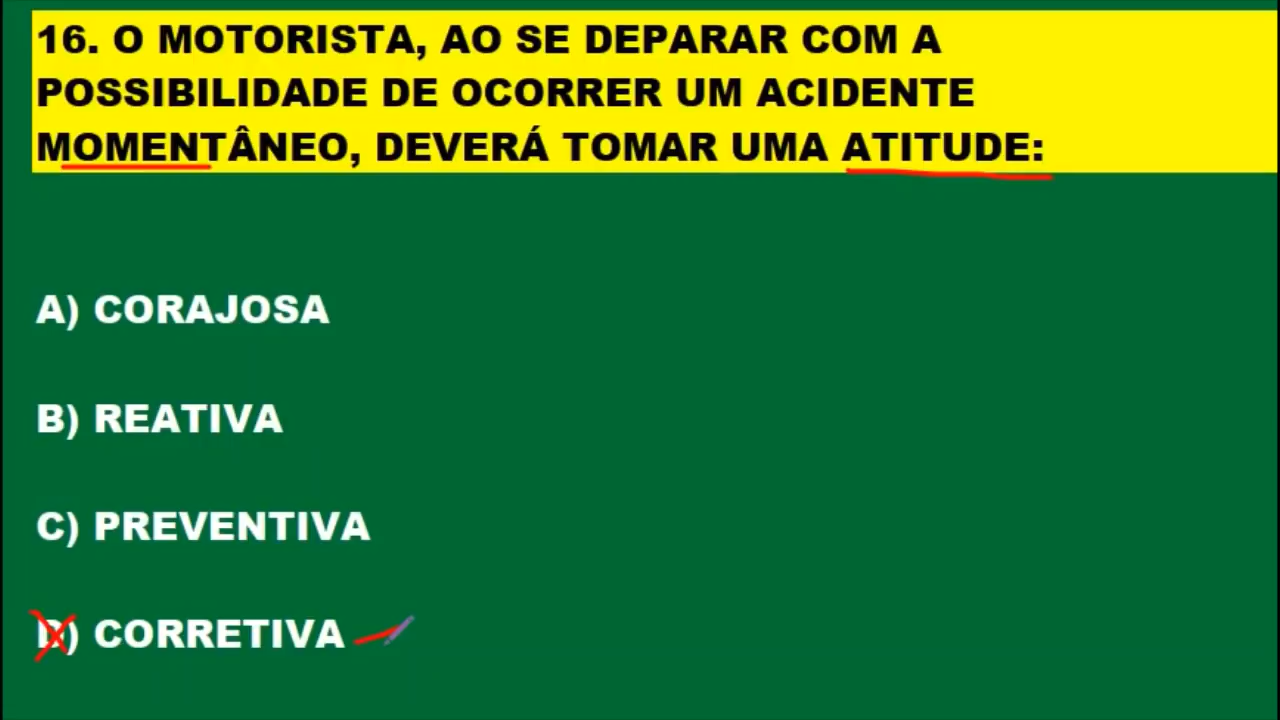 16. O MOTORISTA, AO SE DEPARAR COM A
POSSIBILIDADE DE OCORRER UM ACIDENTE
MOMENTÂNEO, DEVERÁ TOMAR UMA ATITUDE:
A) CORAJOSA
B) REATIVA
C) PREVENTIVA
D) CORRETIVA